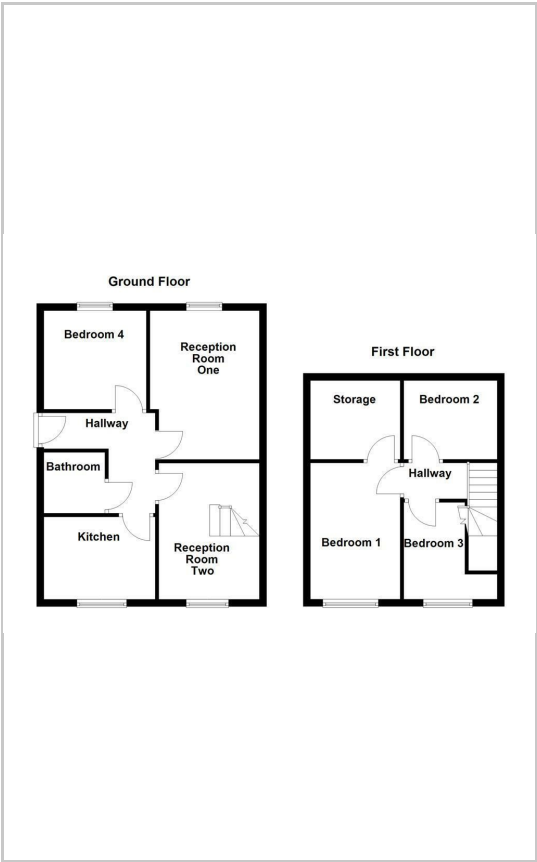 Ground Floor
Bedroom 4
Reception
Room
One
Hallway
Bathroom
Kitchen
Reception
Room
Two
First Floor
Storage
Bedroom 2
Hallway
Bedroom 1
Bedroom 3